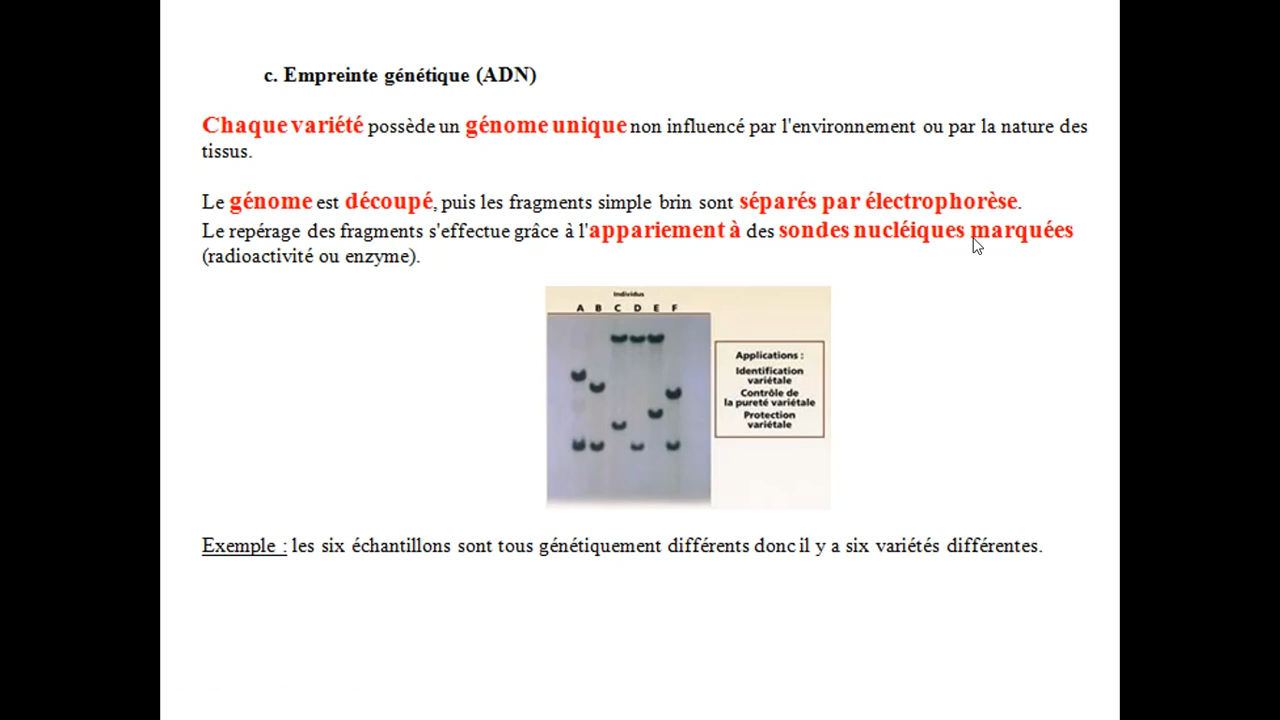 c. Empreinte génétique (ADN)
Chaque variété possède un génome unique non influencé par l'environnement ou par la nature des
tissus.
Le génome est découpé, puis les fragments simple brin sont séparés par électrophorèse.
Le repérage des fragments s'effectue grâce à l'appariement à des sondes nucléiques marquées
(radioactivité ou enzyme).
Individus
A B C D E F
Applications :
Identification
variétale
Contrôle de
la pureté variétale
Protection
variétale
Exemple : les six échantillons sont tous génétiquement différents donc il y a six variétés différentes.